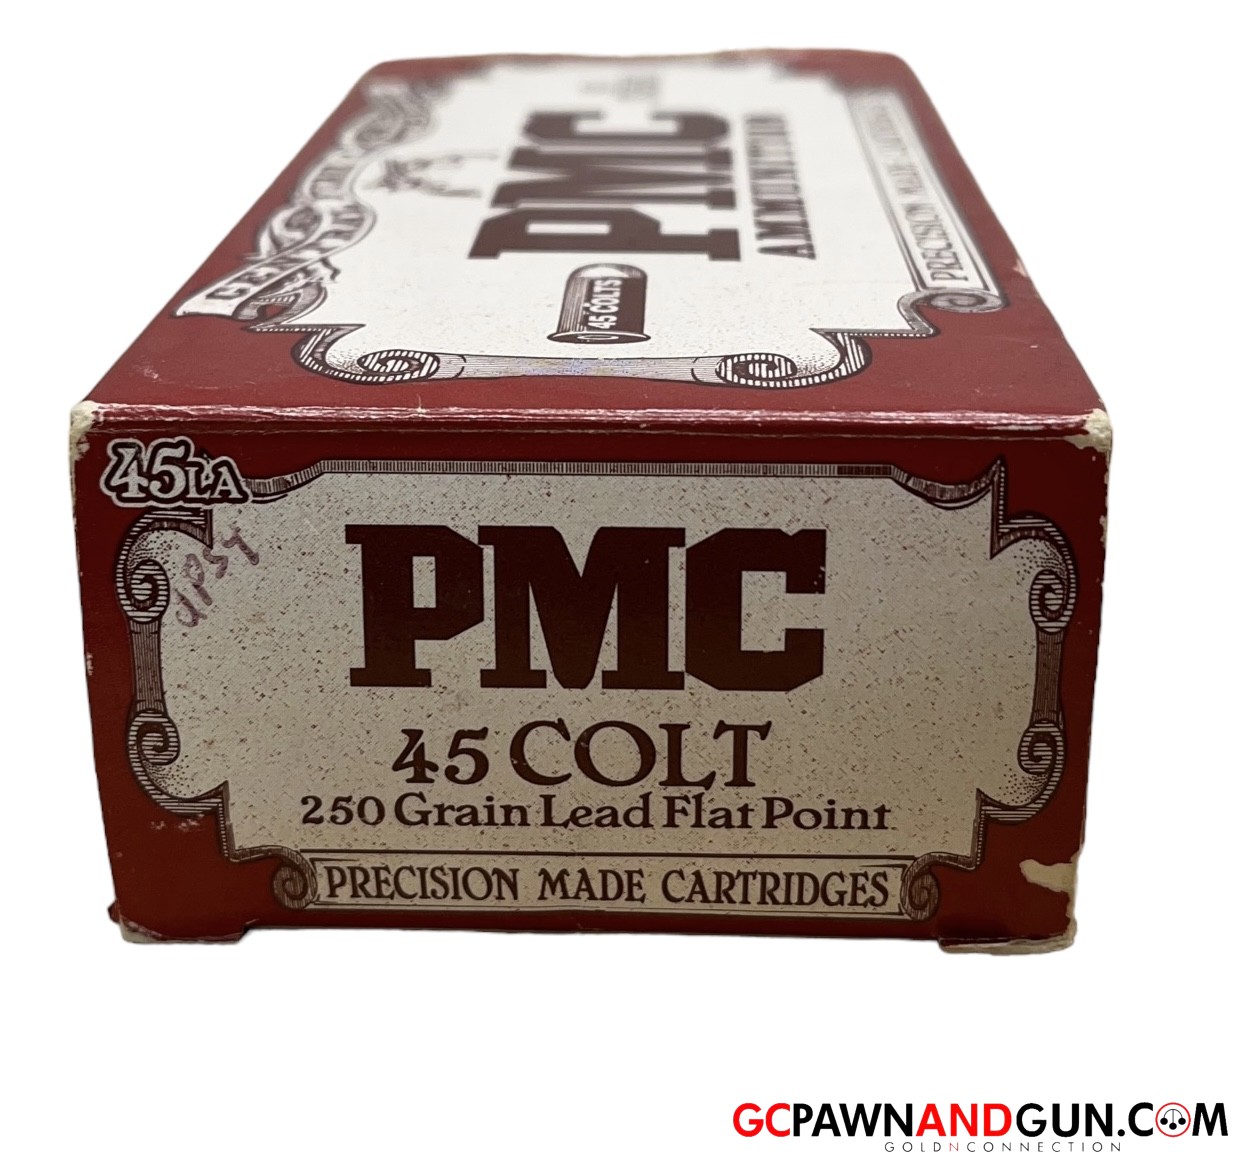 PMC
AMMUNITION
PRECISION MADE CARTRIDGES
45 COLTS
45LA
PMC
45 COLT
250 Grain Lead Flat Point
PRECISION MADE CARTRIDGES
GCPAWNANDGUN.COM
GOLDNCONNECTION